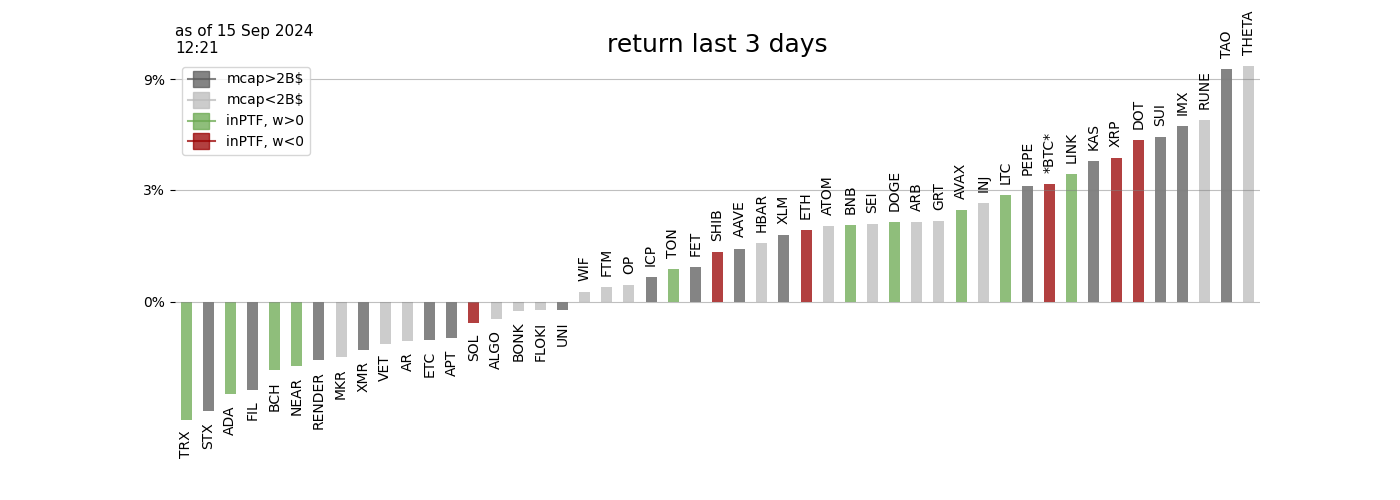 as of 15 Sep 2024
12:21
return last 3 days
mcap>2B$
mcap<2B$
inPTF, w>0
inPTF, w<0
9%
3%
0%
TRX
STX
ADA
FIL
BCH
NEAR
RENDER
MKR
XMR
VET
AR
ETC
APT
SOL
ALGO
BONK
FLOKI
UNI
WIF
FTM
OP
ICP
TON
FET
SHIB
AAVE
HBAR
XLM
ETH
ATOM
BNB
SEI
DOGE
ARB
GRT
AVAX
INJ
LTC
PEPE
*BTC*
LINK
KAS
XRP
DOT
SUI
IMX
RUNE
TAO
THETA